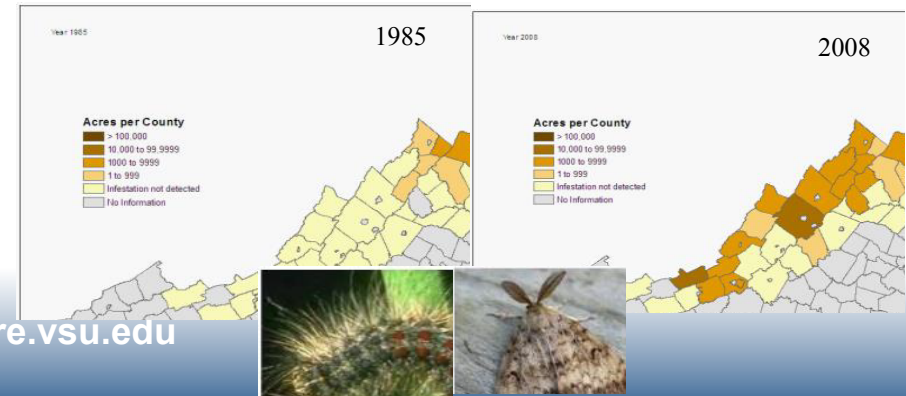 Year 1985
1985
Acres per County
> 100,000
10,000 to 99,9999
1000 to 9999
1 to 999
Infestation not detected
No Information
Year 2008
2008
Acres per County
> 100,000
10,000 to 99,9999
1000 to 9999
1 to 999
Infestation not detected
No Information
re.vsu.edu